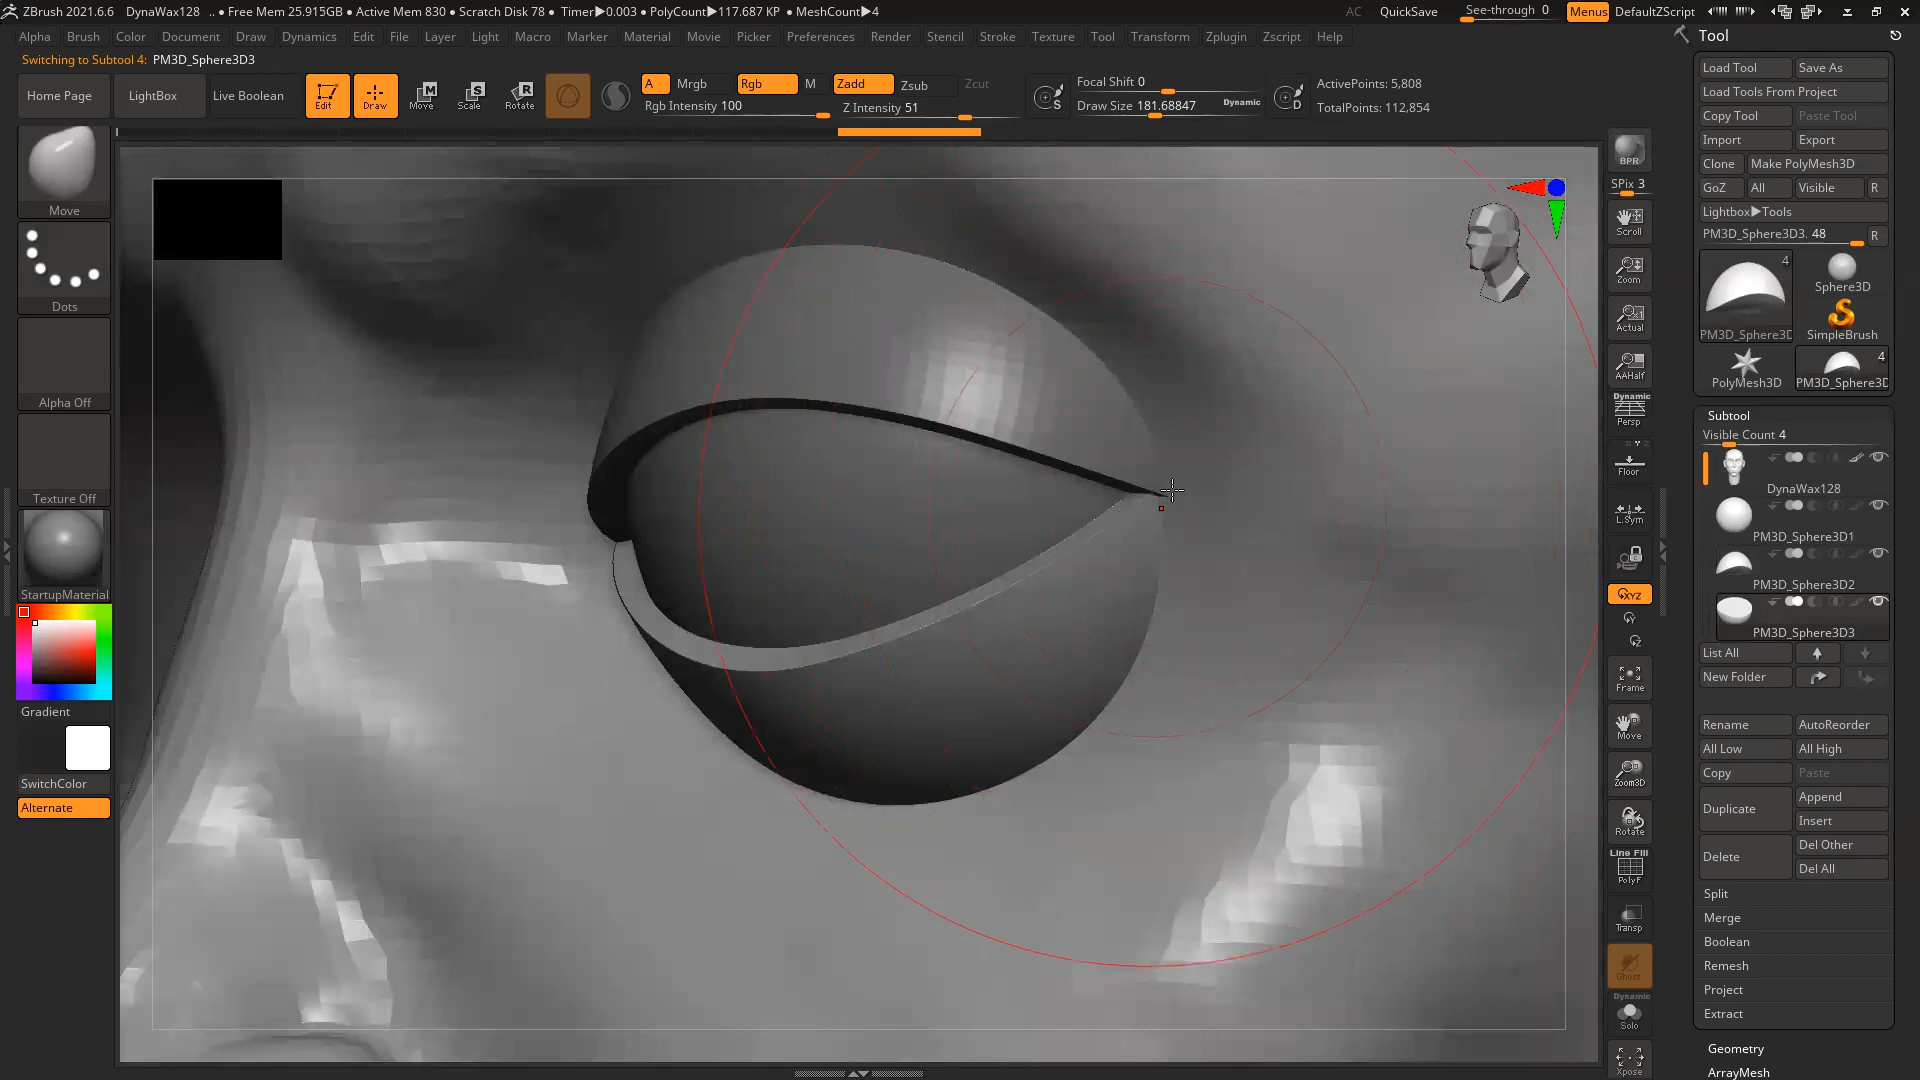 ZBrush 2021.6.6 DynaWax128 .. ● Free Mem 25.915GB ● Active Mem 830 ● Scratch Disk 78 ● Timer▶0.003 ● PolyCount▶117.687 KP ● MeshCount▶4 AC QuickSave See-through 0 Menus DefaultZScript
Alpha Brush Color Document Draw Dynamics Edit File Layer Light Macro Marker Material Movie Picker Preferences Render Stencil Stroke Texture Tool Transform Zplugin Zscript Help
Switching to Subtool 4: PM3D_Sphere3D3
Home Page LightBox Live Boolean Edit Draw Move Scale Rotate
A Mrgb Rgb M Zadd Zsub Zcut
Rgb Intensity 100 Z Intensity 51
Focal Shift 0
Draw Size 181.68847 Dynamic
ActivePoints: 5,808
TotalPoints: 112,854
Move
Dots
Alpha Off
Texture Off
StartupMaterial
Gradient
SwitchColor
Alternate
BPR
SPix 3
Scroll
Zoom
Actual
AAHalf
Dynamic
Persp
Floor
L.Sym
XYZ
Frame
Move
Zoom3D
Rotate
Line Fill
PolyF
Transp
Ghost
Dynamic
Solo
Xpose
Tool
Load Tool Save As
Load Tools From Project
Copy Tool Paste Tool
Import Export
Clone Make PolyMesh3D
GoZ All Visible R
Lightbox▶Tools
PM3D_Sphere3D3. 48 R
4
Sphere3D
PM3D_Sphere3D SimpleBrush
4
PolyMesh3D PM3D_Sphere3D
Subtool
Visible Count 4
DynaWax128
PM3D_Sphere3D1
PM3D_Sphere3D2
PM3D_Sphere3D3
List All
New Folder
Rename AutoReorder
All Low All High
Copy Paste
Duplicate Append
Insert
Delete Del Other
Del All
Split
Merge
Boolean
Remesh
Project
Extract
Geometry
ArrayMesh